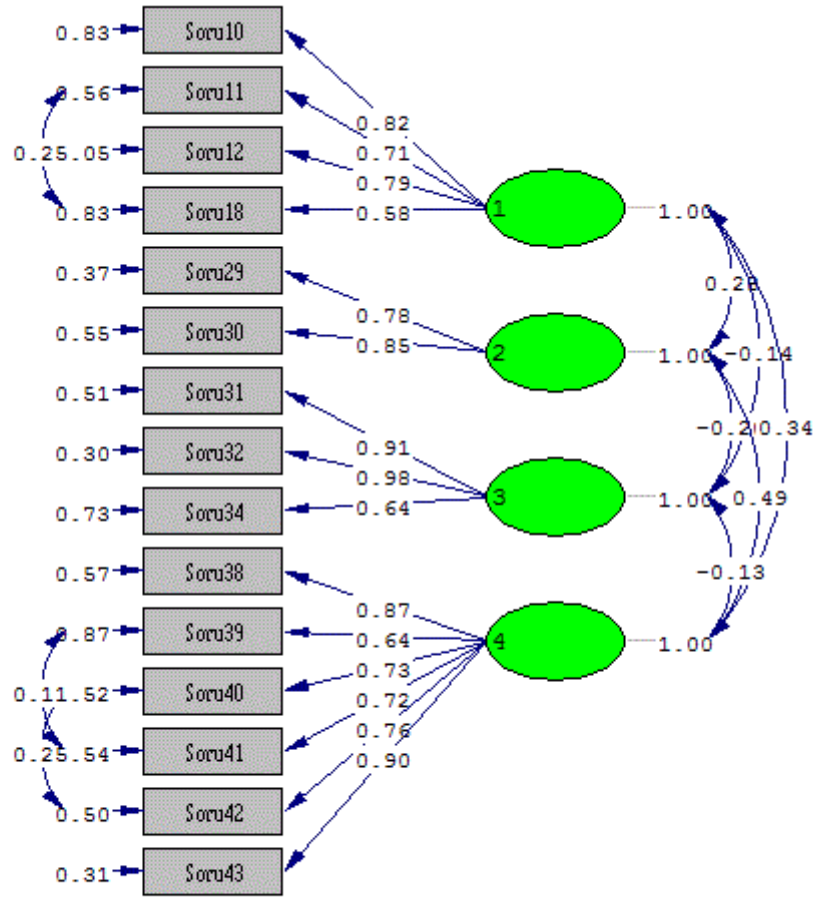 0.83 Soru10
0.56 Soru11
0.82
0.71
0.25.05 Soru12
0.79
0.83 Soru18
0.58
1 1.00
0.37 Soru29
0.78
0.55 Soru30
0.85
2 1.00 -0.14
0.51 Soru31
0.91
-0.2 0.34
0.30 Soru32
0.98
3 1.00 0.49
0.64
0.73 Soru34
0.57 Soru38
-0.13
0.87
0.87 Soru39
0.64
4 1.00
0.73
0.11.52 Soru40
0.72
0.76
0.25.54 Soru41
0.90
0.50 Soru42
0.31 Soru43